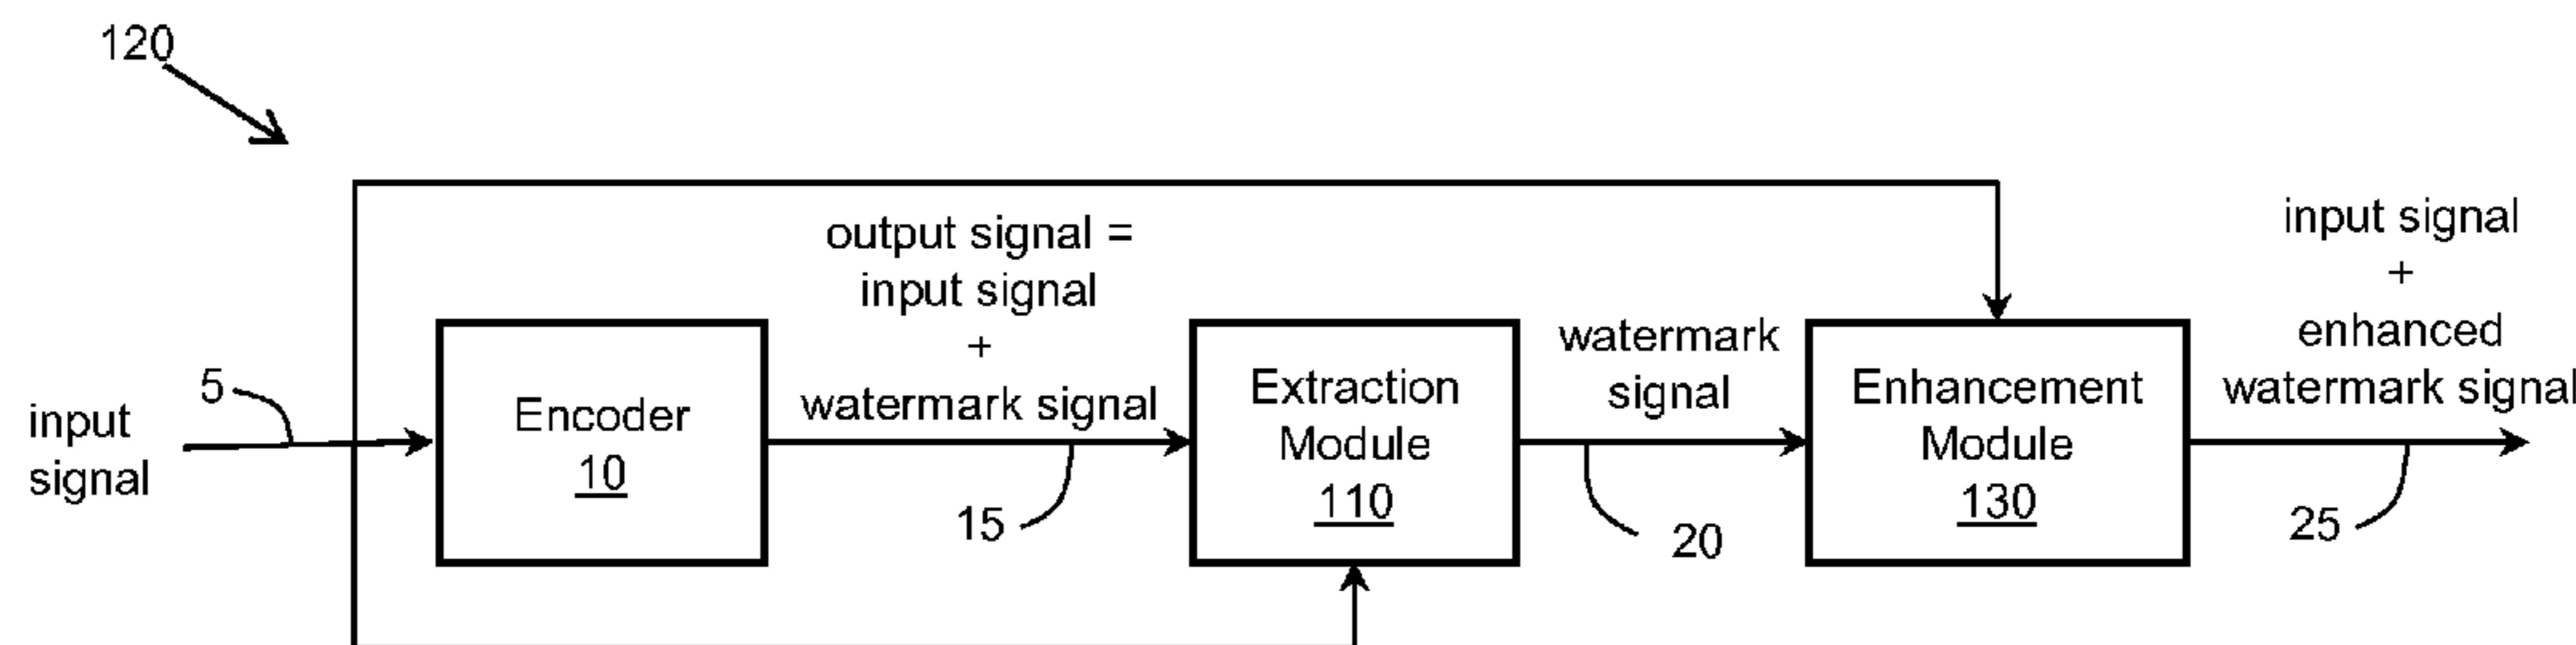 120
input
signal
5
Encoder
10
output signal =
input signal
+
watermark signal
15
Extraction
Module
110
watermark
signal
20
Enhancement
Module
130
input signal
+
enhanced
watermark signal
25